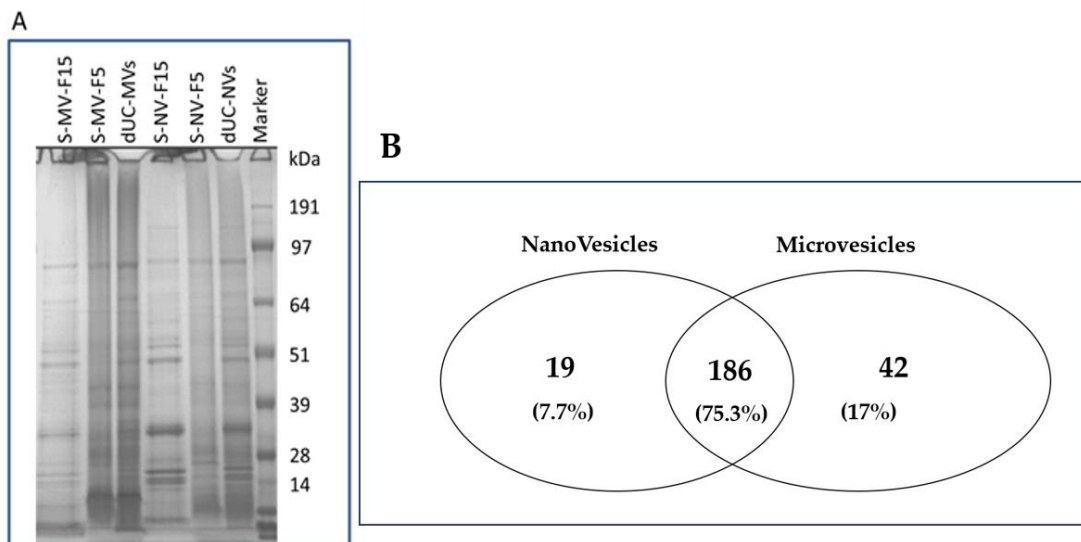 A
S-MV-F15
S-MV-F5
dUC-MVs
S-NV-F15
S-NV-F5
dUC-NVs
Marker
kDa
191
97
64
51
39
28
14
B
NanoVesicles Microvesicles
19 186 42
(7.7%) (75.3%) (17%)